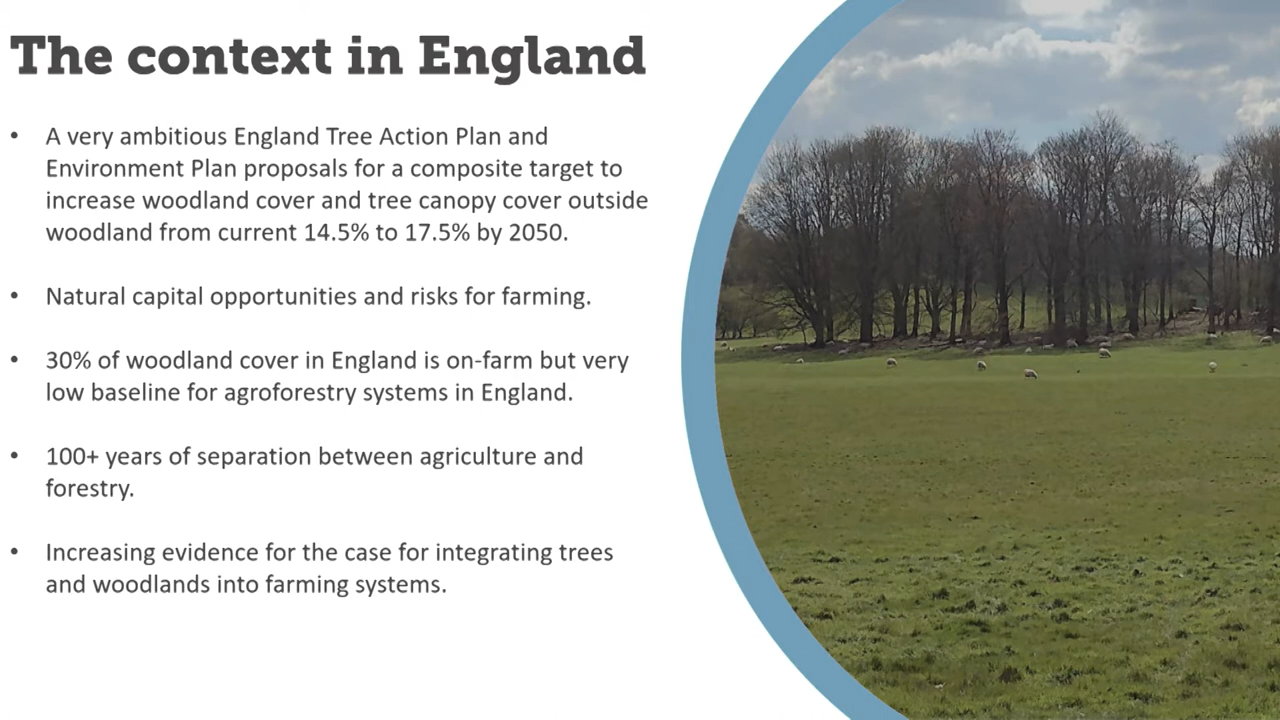 The context in England
• A very ambitious England Tree Action Plan and
Environment Plan proposals for a composite target to
increase woodland cover and tree canopy cover outside
woodland from current 14.5% to 17.5% by 2050.
• Natural capital opportunities and risks for farming.
• 30% of woodland cover in England is on-farm but very
low baseline for agroforestry systems in England.
• 100+ years of separation between agriculture and
forestry.
• Increasing evidence for the case for integrating trees
and woodlands into farming systems.